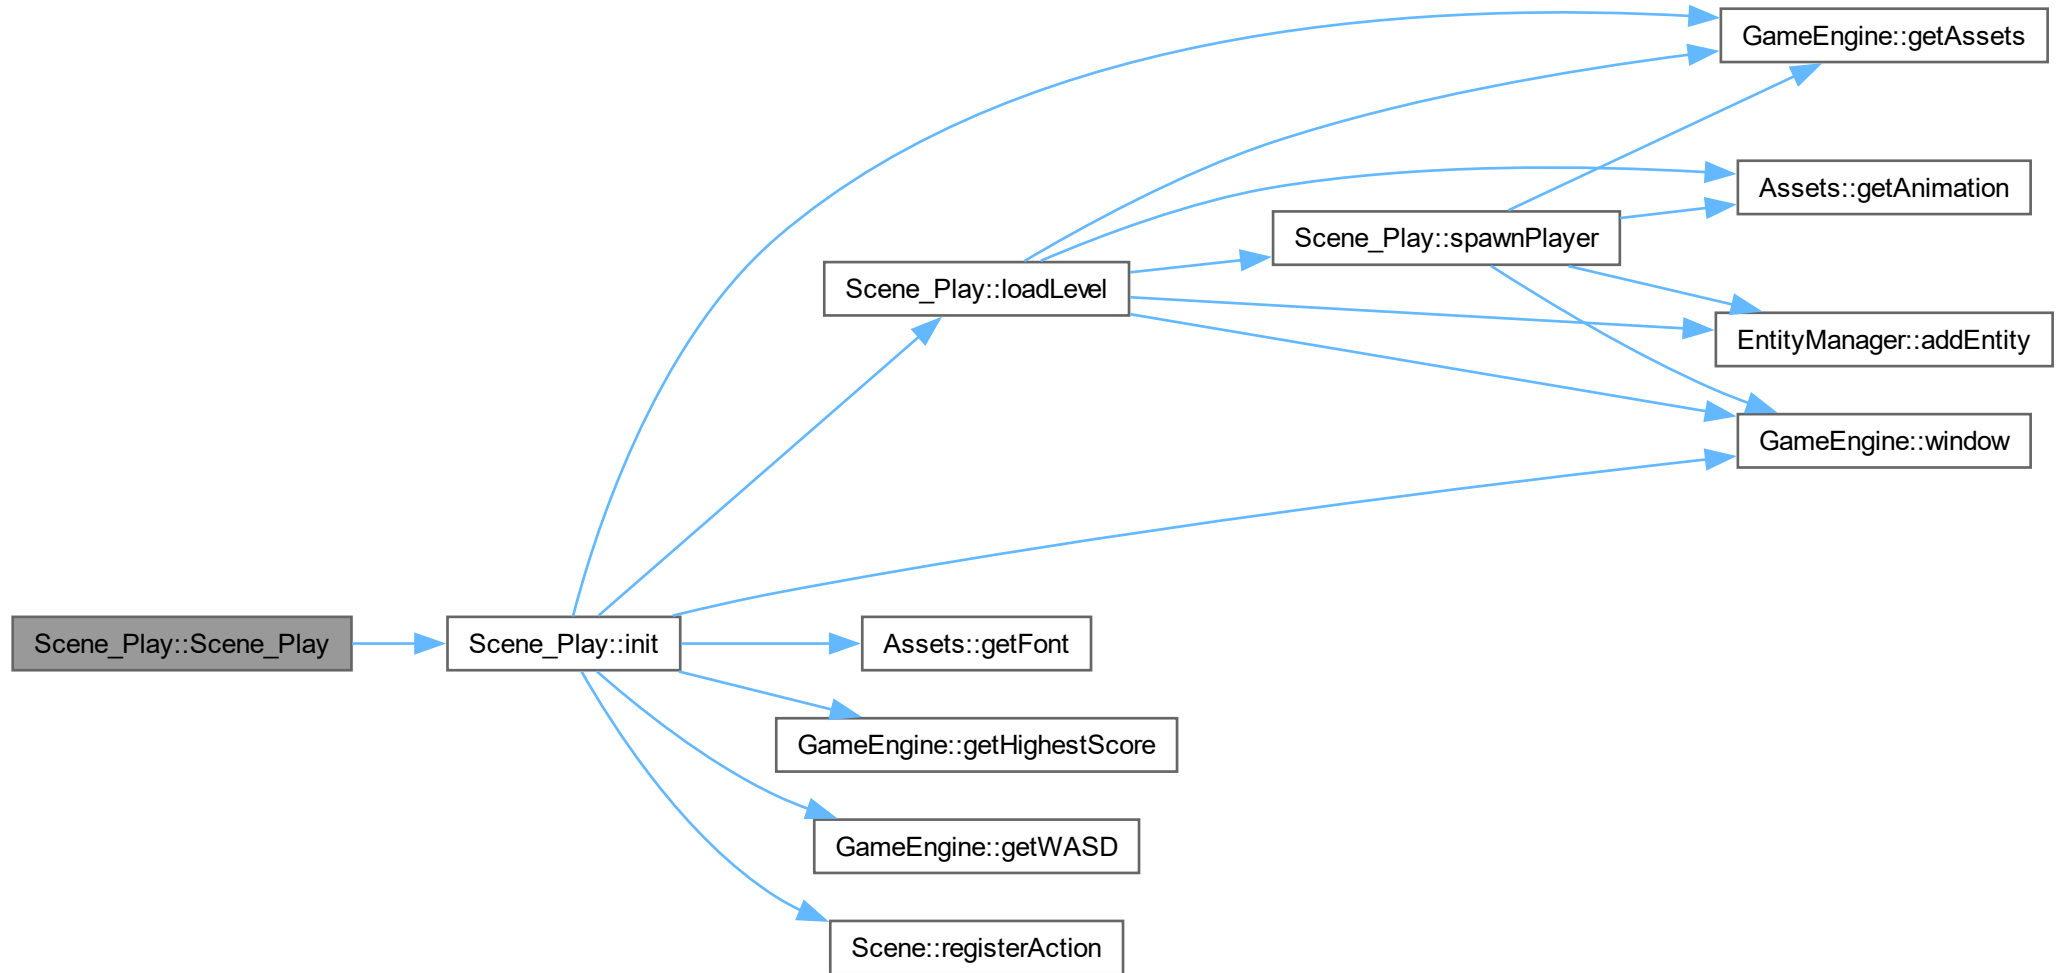 GameEngine::getAssets
Assets::getAnimation
Scene_Play::spawnPlayer
Scene_Play::loadLevel
EntityManager::addEntity
GameEngine::window
Scene_Play::Scene_Play
Scene_Play::init
Assets::getFont
GameEngine::getHighestScore
GameEngine::getWASD
Scene::registerAction